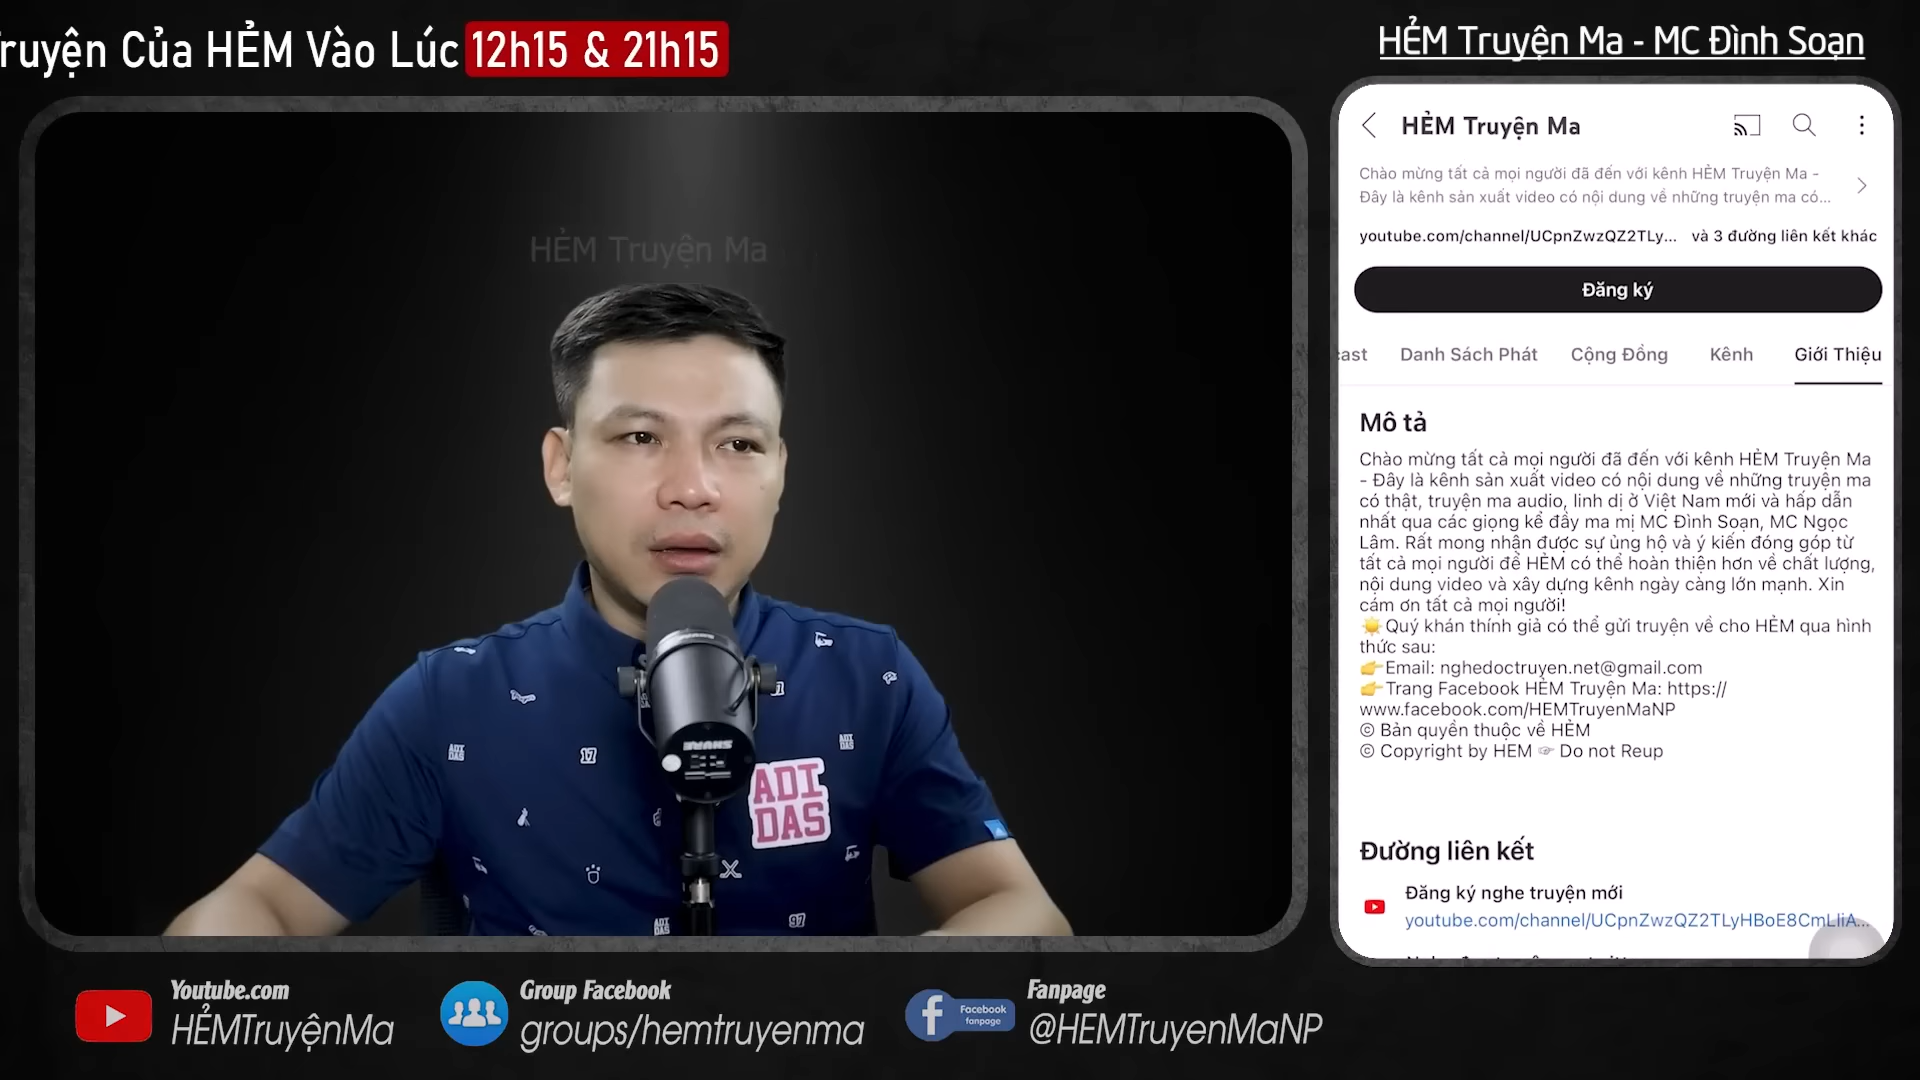 Truyện Của HẺM Vào Lúc 12h15 & 21h15
HẺM Truyện Ma - MC Đình Soạn
HẺM Truyện Ma
ADI
DAS
17
97
HẺM Truyện Ma
Chào mừng tất cả mọi người đã đến với kênh HẺM Truyện Ma -
Đây là kênh sản xuất video có nội dung về những truyện ma có...
youtube.com/channel/UCpnZwzQZ2TLy... và 3 đường liên kết khác
Đăng ký
cast Danh Sách Phát Cộng Đồng Kênh Giới Thiệu
Mô tả
Chào mừng tất cả mọi người đã đến với kênh HẺM Truyện Ma
- Đây là kênh sản xuất video có nội dung về những truyện ma
có thật, truyện ma audio, linh dị ở Việt Nam mới và hấp dẫn
nhất qua các giọng kể đầy ma mị MC Đình Soạn, MC Ngọc
Lâm. Rất mong nhận được sự ủng hộ và ý kiến đóng góp từ
tất cả mọi người để HẺM có thể hoàn thiện hơn về chất lượng,
nội dung video và xây dựng kênh ngày càng lớn mạnh. Xin
cám ơn tất cả mọi người!
☀️Quý khán thính giả có thể gửi truyện về cho HẺM qua hình
thức sau:
👉Email: nghedoctruyen.net@gmail.com
👉Trang Facebook HẺM Truyện Ma: https://
www.facebook.com/HEMTruyenMaNP
© Bản quyền thuộc về HẺM
© Copyright by HEM ☞ Do not Reup
Đường liên kết
Đăng ký nghe truyện mới
youtube.com/channel/UCpnZwzQZ2TLyHBoE8CmLIiA...
Youtube.com
HẺMTruyệnMa
Group Facebook
groups/hemtruyenma
Facebook
fanpage
Fanpage
@HEMTruyenMaNP